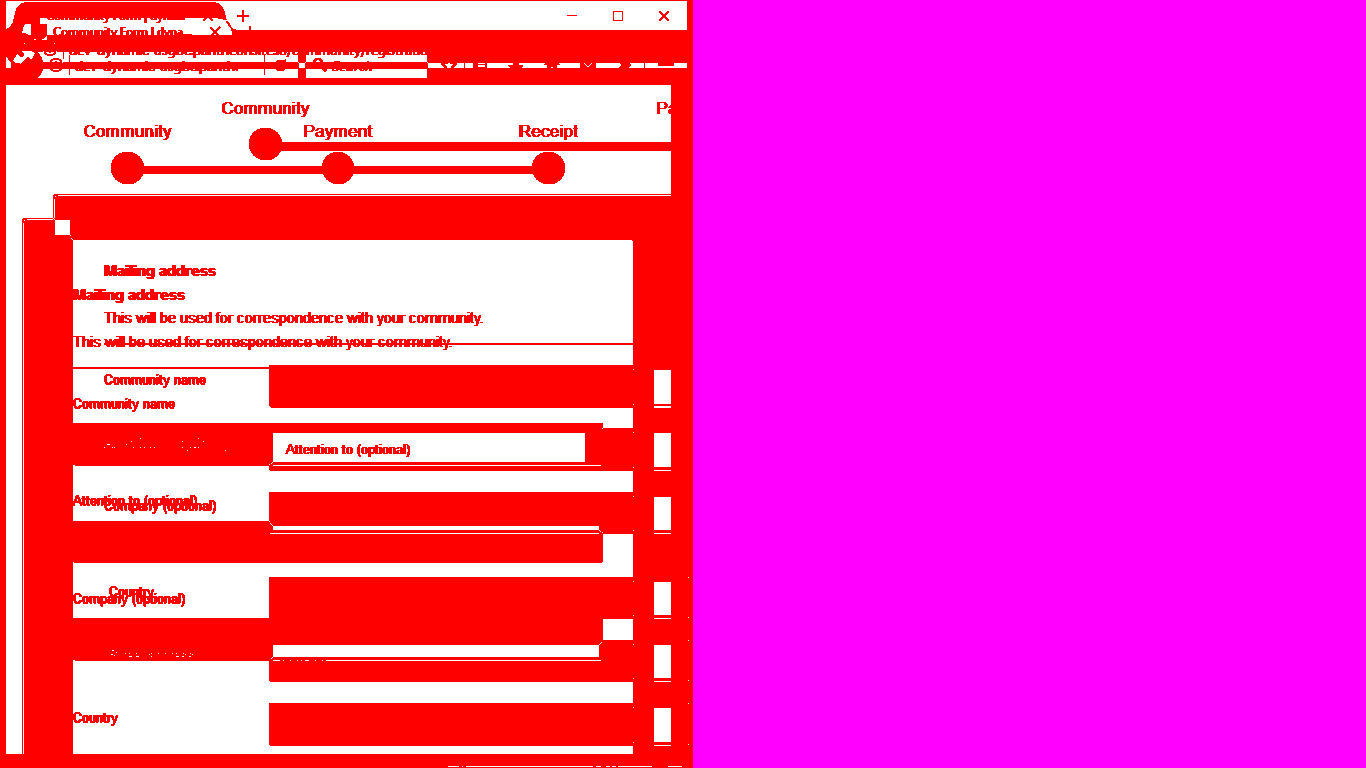 Community Form | dyna
Search
Community
Pa
Community
Payment
Receipt
Mailing address
Mailing address
This will be used for correspondence with your community.
This will be used for correspondence with your community.
Community name
Community name
Attention to (optional)
Attention to (optional)
Company (optional)
Country
Company (optional)
Country